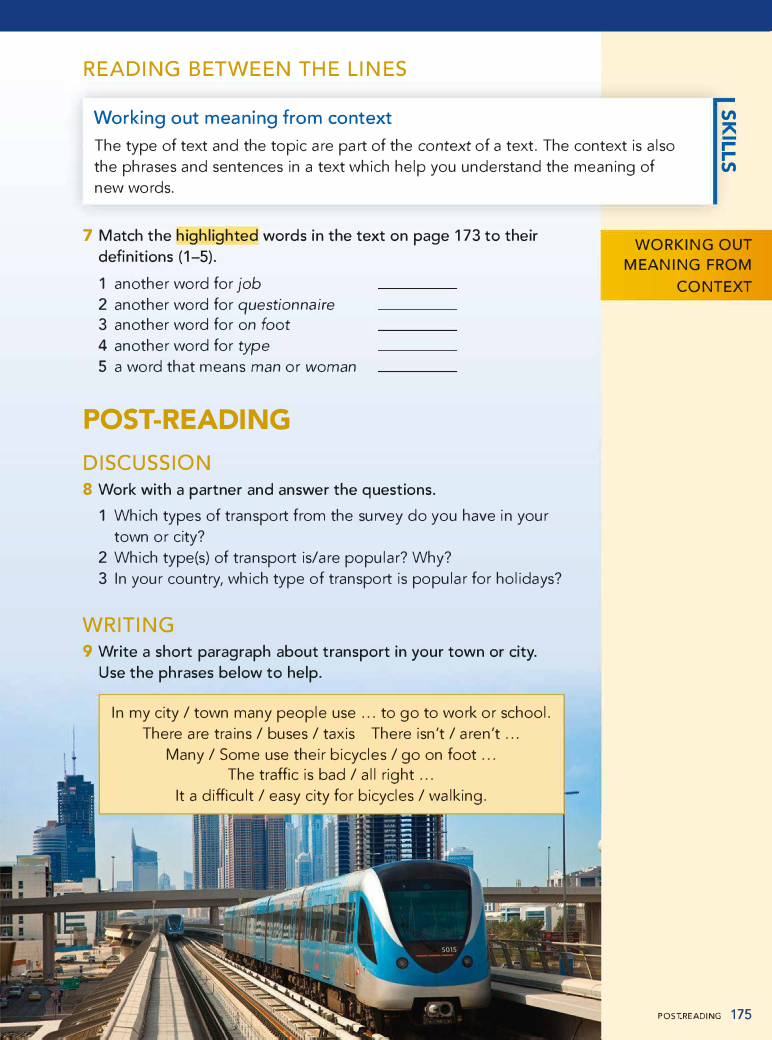 READING BETWEEN THE LINES
Working out meaning from context
The type of text and the topic are part of the context of a text. The context is also
the phrases and sentences in a text which help you understand the meaning of
new words.
SKILLS
7 Match the highlighted words in the text on page 173 to their
definitions (1–5).
1 another word for job
2 another word for questionnaire
3 another word for on foot
4 another word for type
5 a word that means man or woman
WORKING OUT
MEANING FROM
CONTEXT
POST-READING
DISCUSSION
8 Work with a partner and answer the questions.
1 Which types of transport from the survey do you have in your
town or city?
2 Which type(s) of transport is/are popular? Why?
3 In your country, which type of transport is popular for holidays?
WRITING
9 Write a short paragraph about transport in your town or city.
Use the phrases below to help.
In my city / town many people use … to go to work or school.
There are trains / buses / taxis There isn't / aren't …
Many / Some use their bicycles / go on foot …
The traffic is bad / all right …
It a difficult / easy city for bicycles / walking.
5015
POST-READING 175